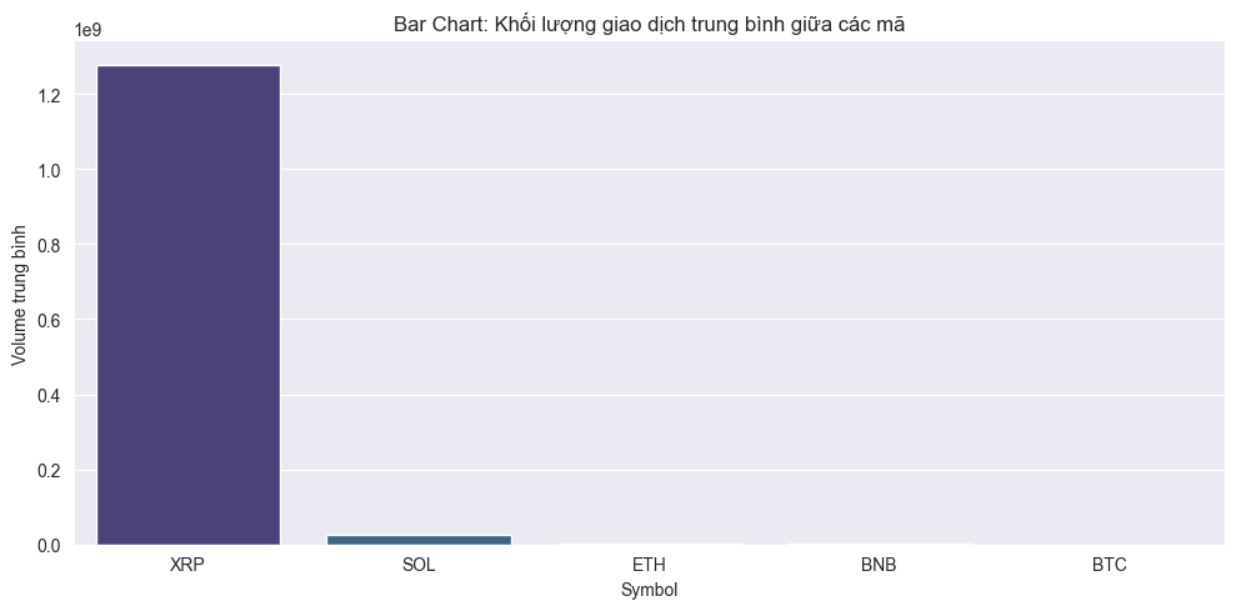 Bar Chart: Khối lượng giao dịch trung bình giữa các mã
1e9
1.2
1.0
0.8
0.6
0.4
0.2
0.0
Volume trung bình
XRP SOL ETH BNB BTC
Symbol